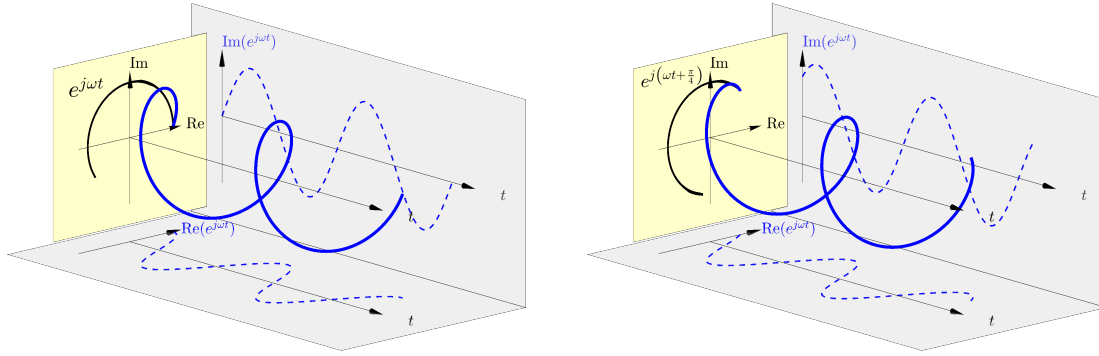 Im(e^{jωt})
Im
e^{jωt}
Re
t
t
Re(e^{jωt})
t
Im(e^{jωt})
Im
e^{j(ωt+π/4)}
Re
t
t
Re(e^{jωt})
t